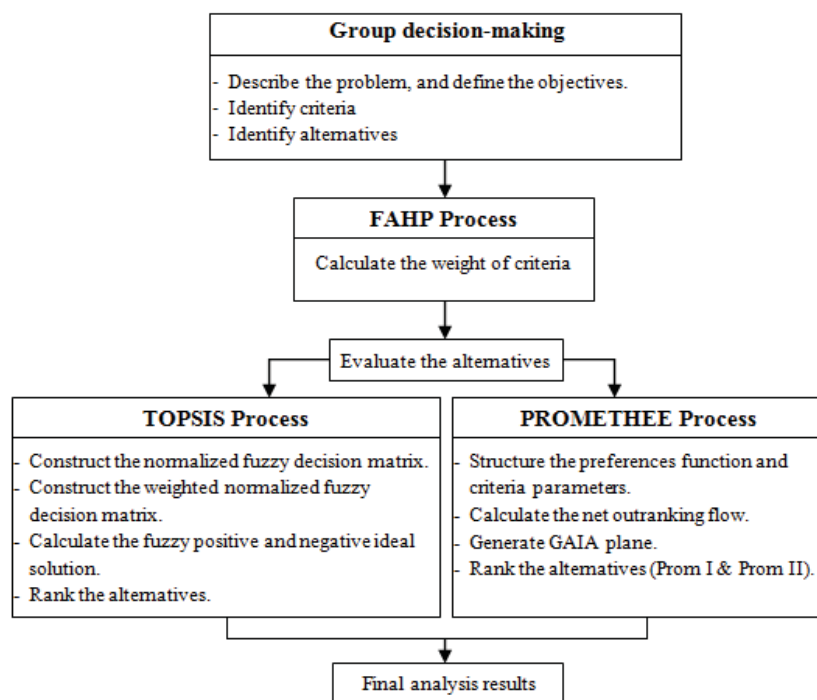 Group decision-making
- Describe the problem, and define the objectives.
- Identify criteria
- Identify alternatives
FAHP Process
Calculate the weight of criteria
Evaluate the alternatives
TOPSIS Process
- Construct the normalized fuzzy decision matrix.
- Construct the weighted normalized fuzzy
decision matrix.
- Calculate the fuzzy positive and negative ideal
solution.
- Rank the alternatives.
PROMETHEE Process
- Structure the preferences function and
criteria parameters.
- Calculate the net outranking flow.
- Generate GAIA plane.
- Rank the alternatives (Prom I & Prom II).
Final analysis results